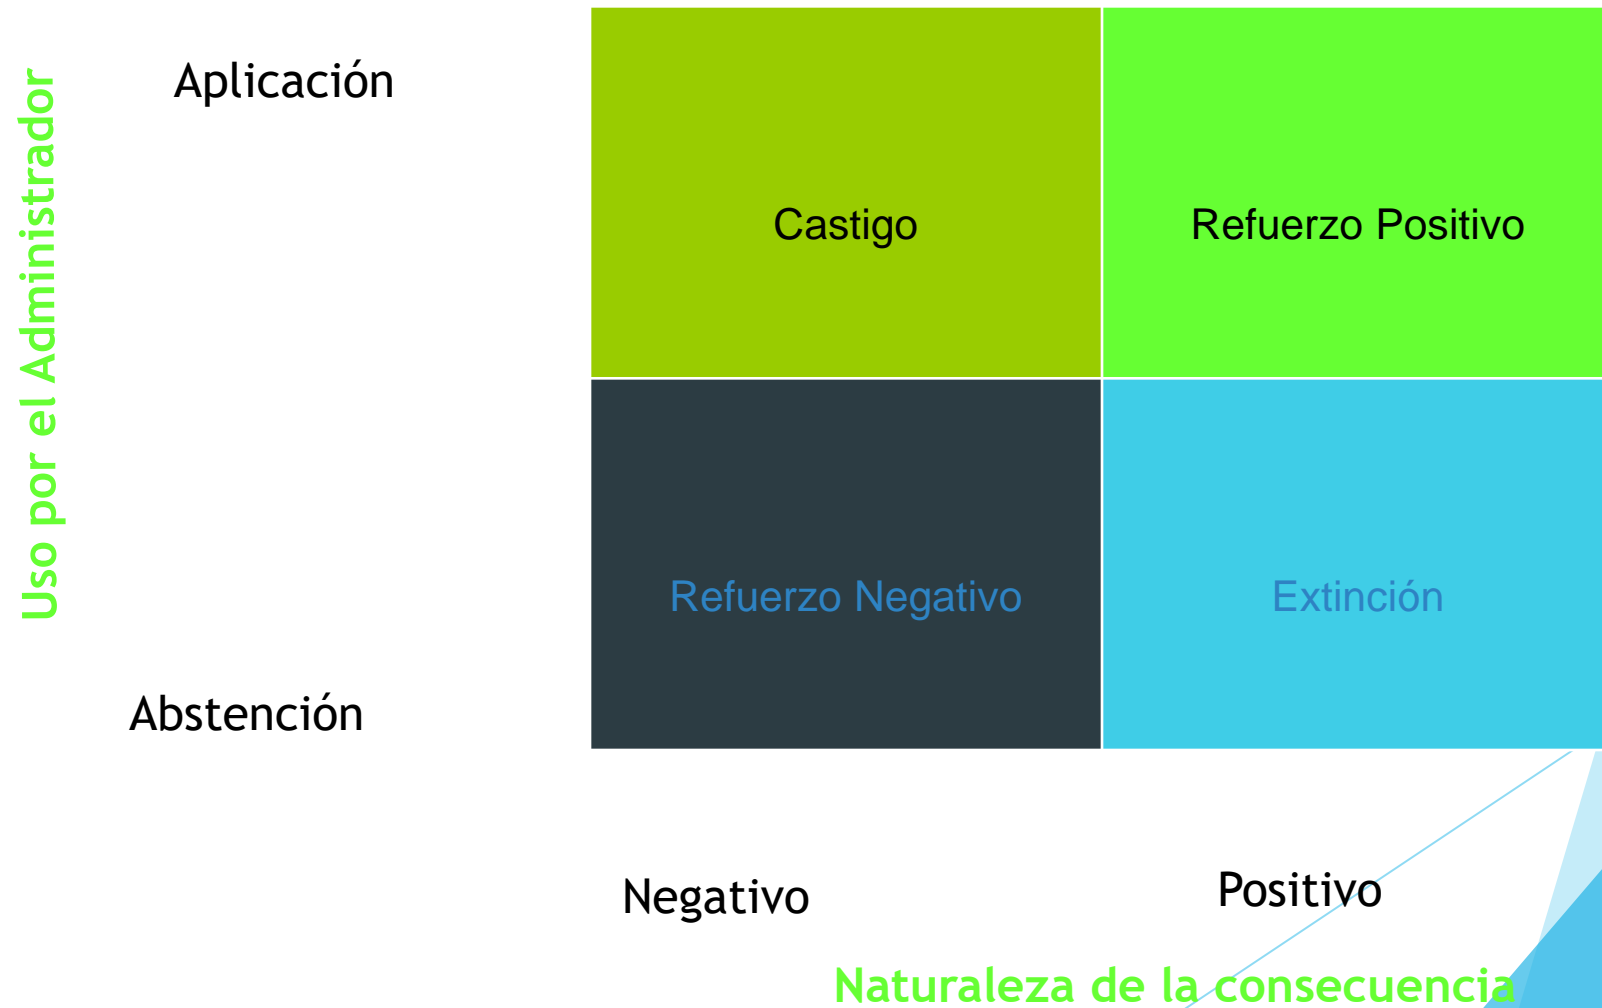 Uso por el Administrador
Aplicación
Castigo
Refuerzo Positivo
Refuerzo Negativo
Extinción
Abstención
Negativo
Positivo
Naturaleza de la consecuencia